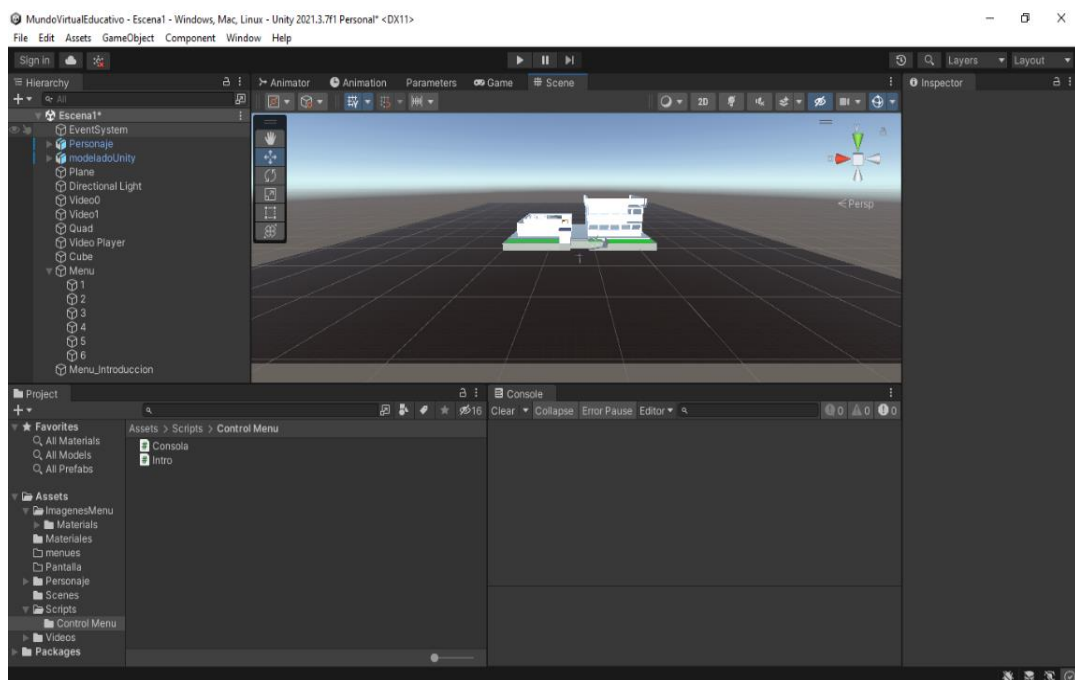 MundoVirtualEducativo - Escena1 - Windows, Mac, Linux - Unity 2021.3.7f1 Personal* <DX11>
File Edit Assets GameObject Component Window Help
Sign in
Layers
Layout
Hierarchy
All
Escena1*
EventSystem
Personaje
modeladoUnity
Plane
Directional Light
Video0
Video1
Quad
Video Player
Cube
Menu
1
2
3
4
5
6
Menu_Introduccion
Animator Animation Parameters Game Scene
2D
Persp
Inspector
Project
16
Favorites
All Materials
All Models
All Prefabs
Assets
ImagenesMenu
Materials
Materiales
menues
Pantalla
Personaje
Scenes
Scripts
Control Menu
Videos
Packages
Assets > Scripts > Control Menu
Consola
Intro
Console
Clear Collapse Error Pause Editor
0 0 0